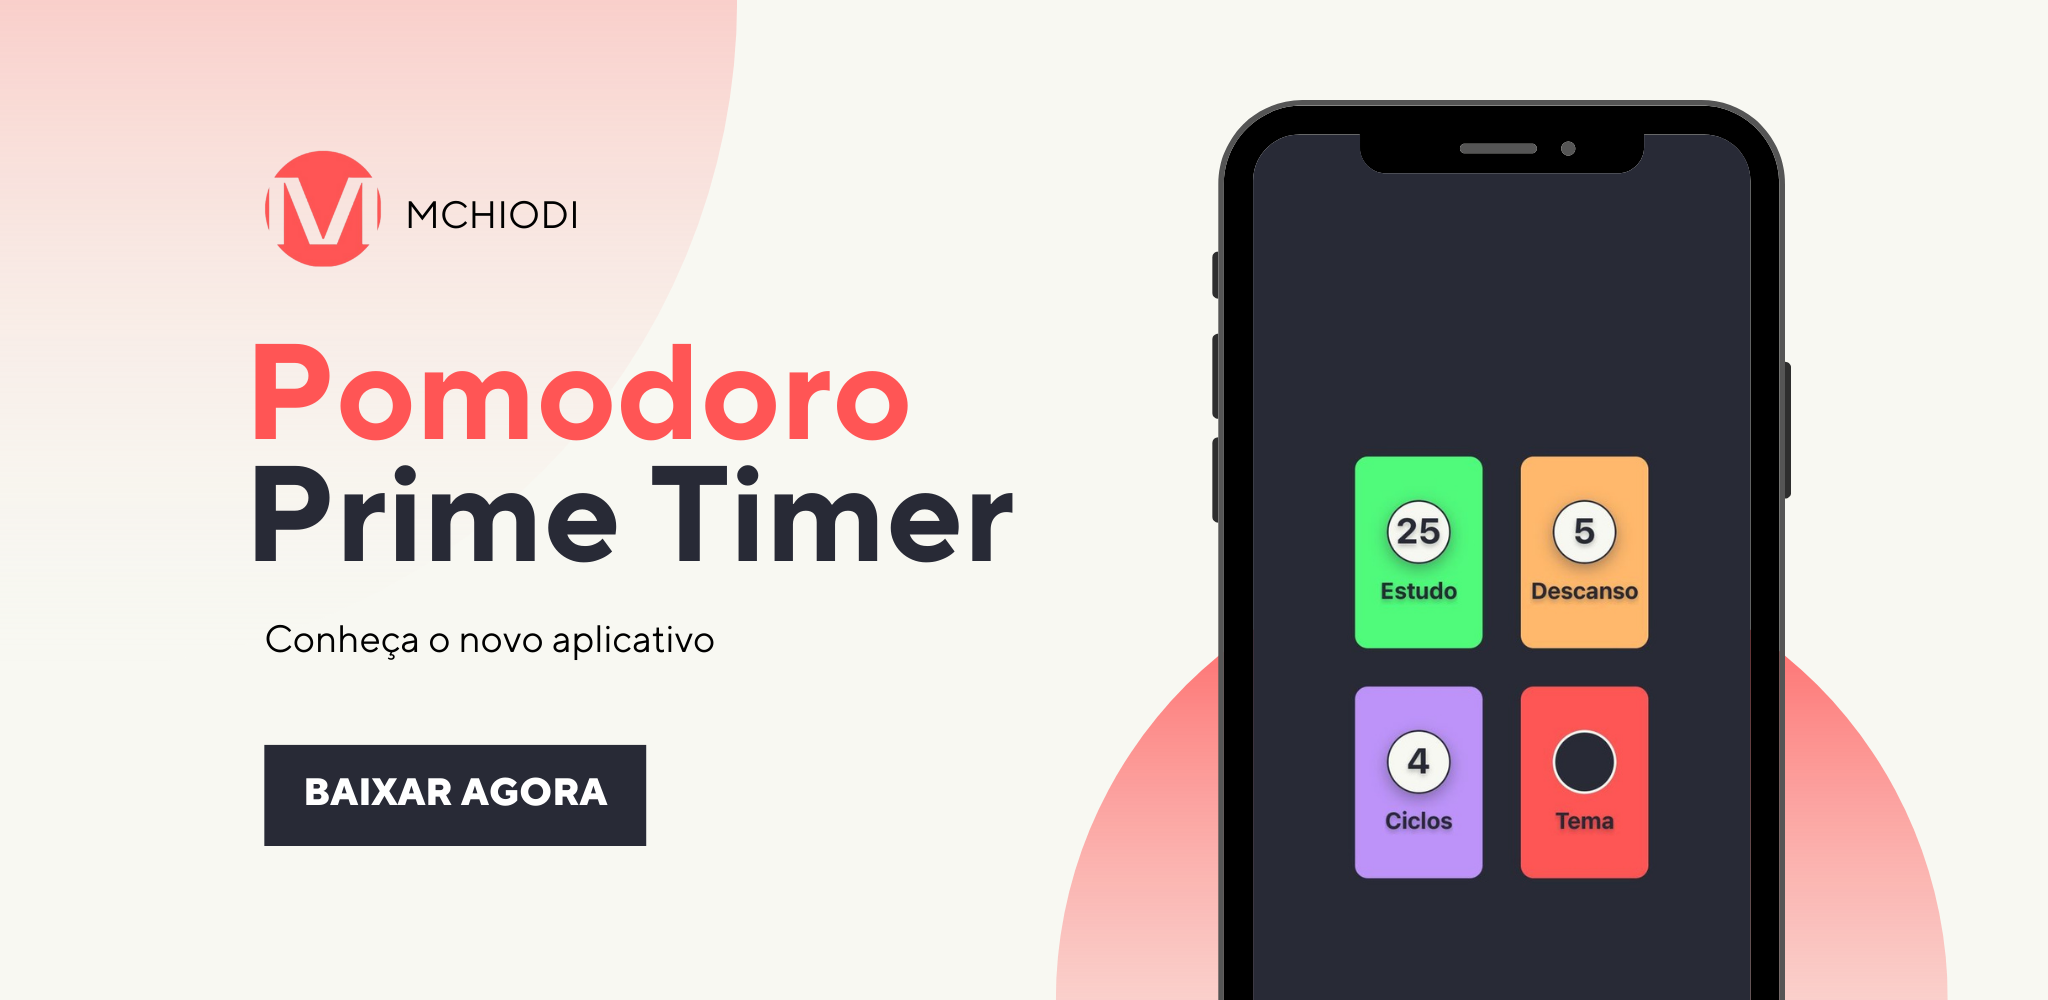 M
MCHIODI
Pomodoro
Prime Timer
Conheça o novo aplicativo
BAIXAR AGORA
25
Estudo
5
Descanso
4
Ciclos
Tema